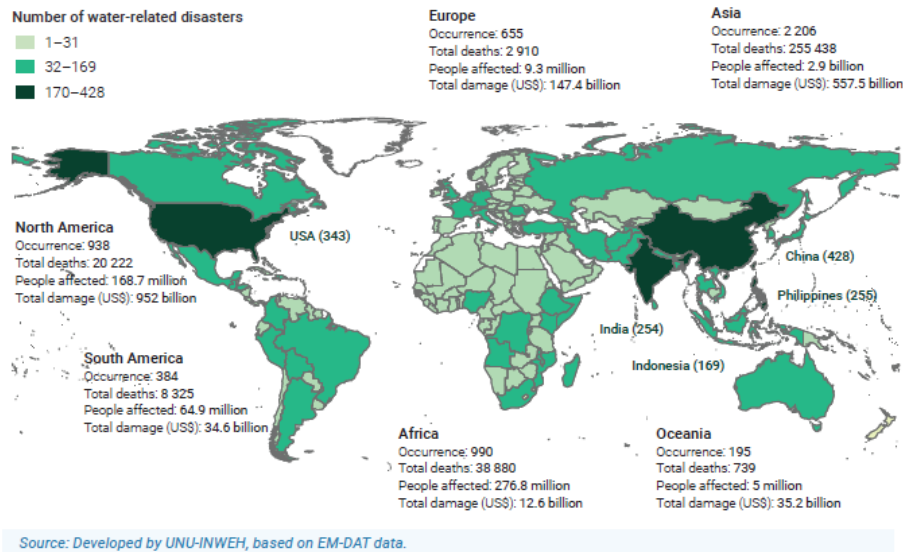 Number of water-related disasters
1–31
32–169
170–428
Europe
Occurrence: 655
Total deaths: 2 910
People affected: 9.3 million
Total damage (US$): 147.4 billion
Asia
Occurrence: 2 206
Total deaths: 255 438
People affected: 2.9 billion
Total damage (US$): 557.5 billion
North America
Occurrence: 938
Total deaths: 20 222
People affected: 168.7 million
Total damage (US$): 952 billion
USA (343)
China (428)
Philippines (255)
India (254)
Indonesia (169)
South America
Occurrence: 384
Total deaths: 8 325
People affected: 64.9 million
Total damage (US$): 34.6 billion
Africa
Occurrence: 990
Total deaths: 38 880
People affected: 276.8 million
Total damage (US$): 12.6 billion
Oceania
Occurrence: 195
Total deaths: 739
People affected: 5 million
Total damage (US$): 35.2 billion
Source: Developed by UNU-INWEH, based on EM-DAT data.